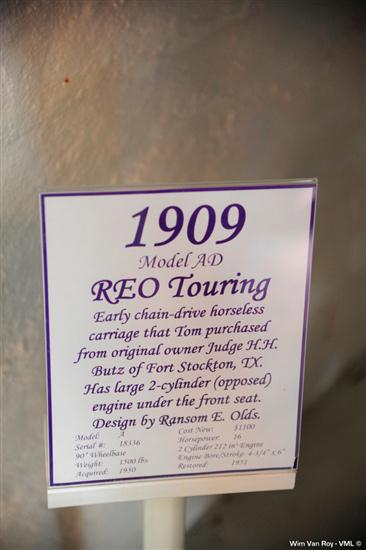 1909
Model AD
REO Touring
Early chain-drive horseless
carriage that Tom purchased
from original owner Judge H.H.
Butz of Fort Stockton, TX.
Has large 2-cylinder (opposed)
engine under the front seat.
Design by Ransom E. Olds.
Model: A
Serial #: 18336
90" Wheelbase
Weight: 1500 lbs
Acquired: 1950
Cost New: $1100
Horsepower: 16
2 Cylinder 212 in" Engine
Engine Bore/Stroke: 4-3/4" x 6"
Restored: 1951
Wim Van Roy - VML ©